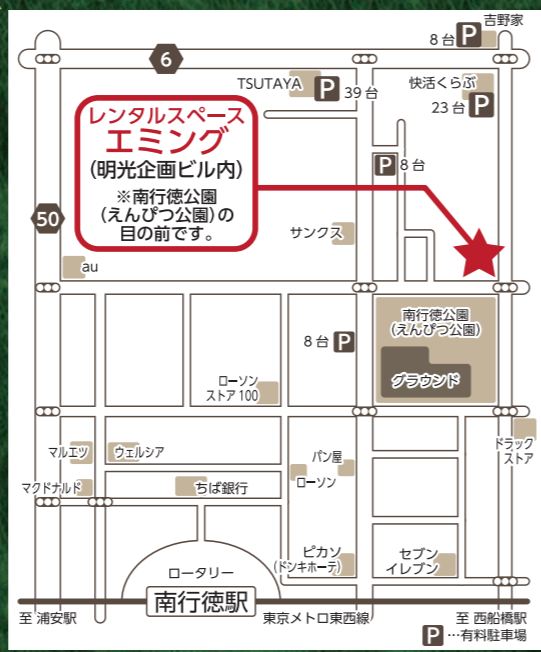 吉野家
8台 P
6
TSUTAYA
P 39台
快活くらぶ
23台 P
レンタルスペース
エミング
(明光企画ビル内)
※南行徳公園
(えんぴつ公園)の
目の前です。
P 8台
50
サンクス
au
南行徳公園
(えんぴつ公園)
8台 P
グラウンド
ローソン
ストア100
ドラック
ストア
マルエツ
ウェルシア
パン屋
ローソン
マクドナルド
ちば銀行
ピカソ
(ドンキホーテ)
セブン
イレブン
ロータリー
南行徳駅
至 浦安駅
東京メトロ東西線
至 西船橋駅
P …有料駐車場